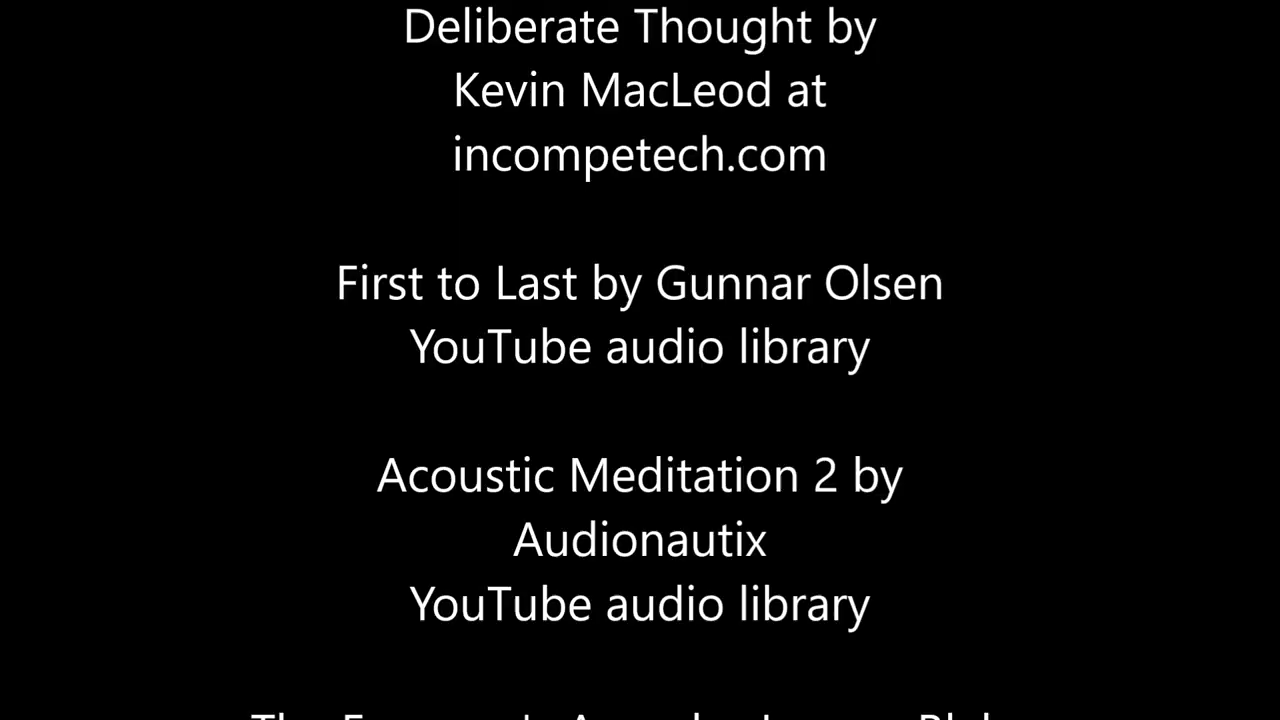 Deliberate Thought by
Kevin MacLeod at
incompetech.com
First to Last by Gunnar Olsen
YouTube audio library
Acoustic Meditation 2 by
Audionautix
YouTube audio library
The